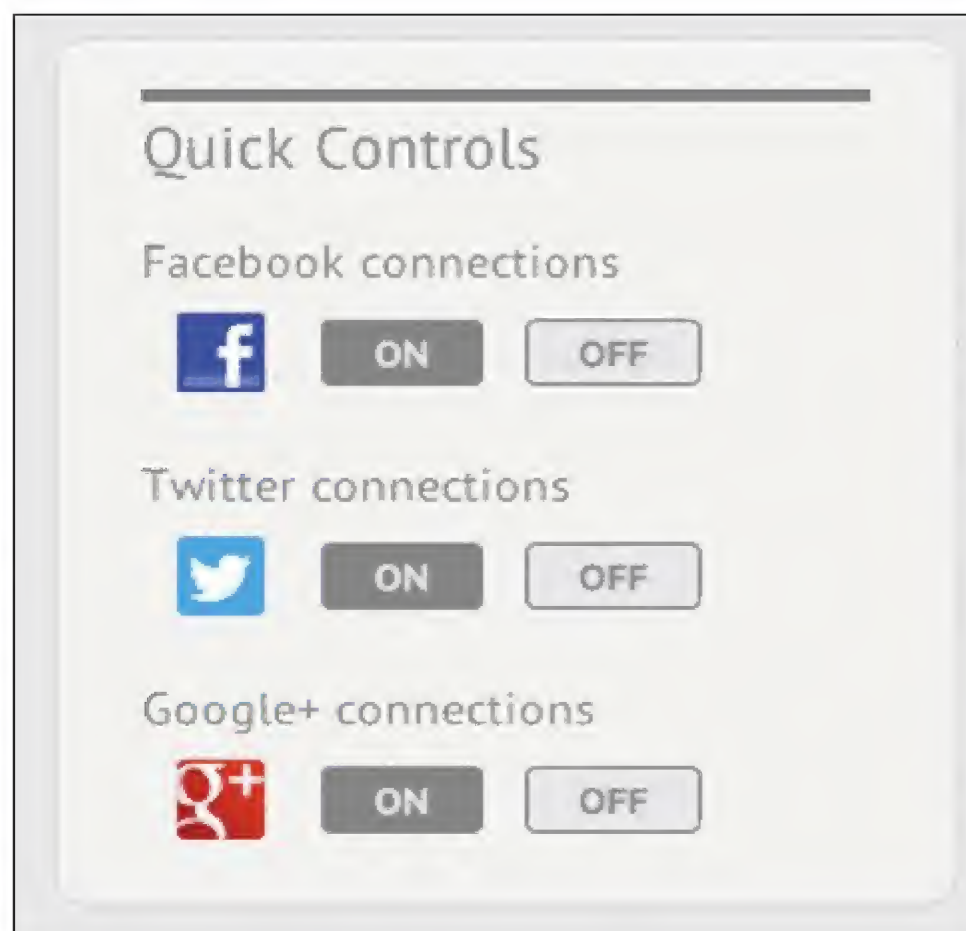 Quick Controls
Facebook connections
f ON OFF
Twitter connections
ON OFF
Google+ connections
g+ ON OFF